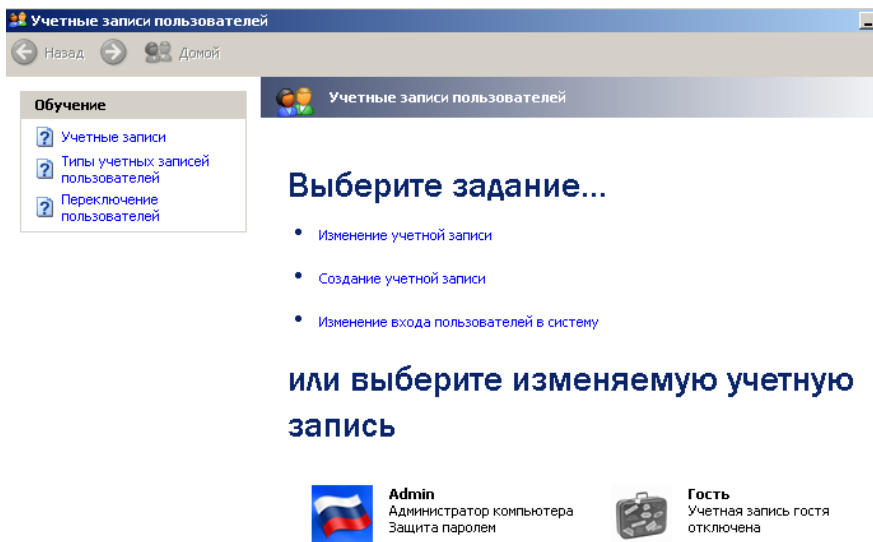 Учетные записи пользователей
Назад
Домой
Обучение
Учетные записи
Типы учетных записей
пользователей
Переключение
пользователей
Учетные записи пользователей
Выберите задание...
• Изменение учетной записи
• Создание учетной записи
• Изменение входа пользователей в систему
или выберите изменяемую учетную
запись
Admin
Администратор компьютера
Защита паролем
Гость
Учетная запись гостя
отключена